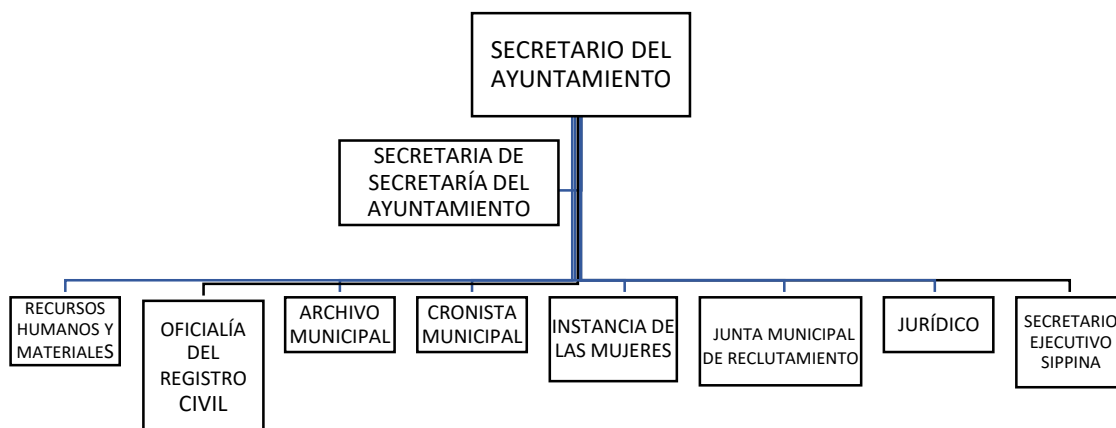 SECRETARIO DEL
AYUNTAMIENTO
SECRETARIA DE
SECRETARÍA DEL
AYUNTAMIENTO
RECURSOS
HUMANOS Y
MATERIALES
OFICIALÍA
DEL
REGISTRO
CIVIL
ARCHIVO
MUNICIPAL
CRONISTA
MUNICIPAL
INSTANCIA DE
LAS MUJERES
JUNTA MUNICIPAL
DE RECLUTAMIENTO
JURÍDICO
SECRETARIO
EJECUTIVO
SIPPINA